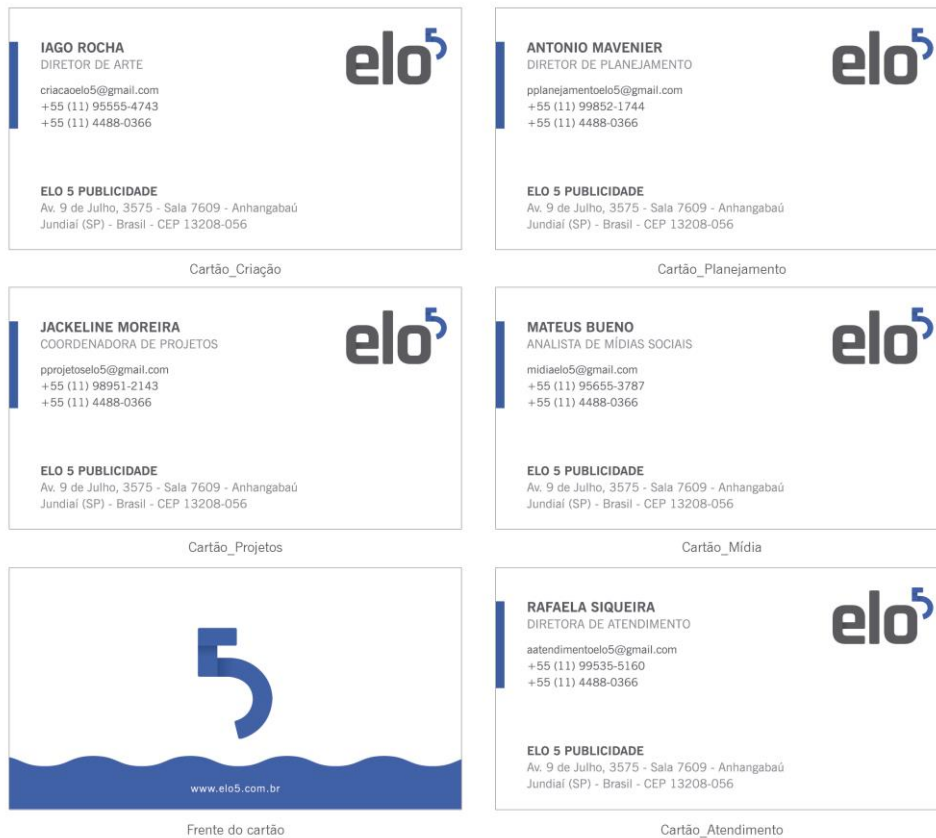 IAGO ROCHA
DIRETOR DE ARTE
criacaoelo5@gmail.com
+55 (11) 95555-4743
+55 (11) 4488-0366
elo5
ELO 5 PUBLICIDADE
Av. 9 de Julho, 3575 - Sala 7609 - Anhangabaú
Jundiaí (SP) - Brasil - CEP 13208-056
Cartão_Criação
ANTONIO MAVENIER
DIRETOR DE PLANEJAMENTO
pplanejamentoelo5@gmail.com
+55 (11) 99852-1744
+55 (11) 4488-0366
elo5
ELO 5 PUBLICIDADE
Av. 9 de Julho, 3575 - Sala 7609 - Anhangabaú
Jundiaí (SP) - Brasil - CEP 13208-056
Cartão_Planejamento
JACKELINE MOREIRA
COORDENADORA DE PROJETOS
pprojetoselo5@gmail.com
+55 (11) 98951-2143
+55 (11) 4488-0366
elo5
ELO 5 PUBLICIDADE
Av. 9 de Julho, 3575 - Sala 7609 - Anhangabaú
Jundiaí (SP) - Brasil - CEP 13208-056
Cartão_Projetos
MATEUS BUENO
ANALISTA DE MÍDIAS SOCIAIS
midiaelo5@gmail.com
+55 (11) 95655-3787
+55 (11) 4488-0366
elo5
ELO 5 PUBLICIDADE
Av. 9 de Julho, 3575 - Sala 7609 - Anhangabaú
Jundiaí (SP) - Brasil - CEP 13208-056
Cartão_Mídia
5
www.elo5.com.br
Frente do cartão
RAFAELA SIQUEIRA
DIRETORA DE ATENDIMENTO
aatendimentoelo5@gmail.com
+55 (11) 99535-5160
+55 (11) 4488-0366
elo5
ELO 5 PUBLICIDADE
Av. 9 de Julho, 3575 - Sala 7609 - Anhangabaú
Jundiaí (SP) - Brasil - CEP 13208-056
Cartão_Atendimento